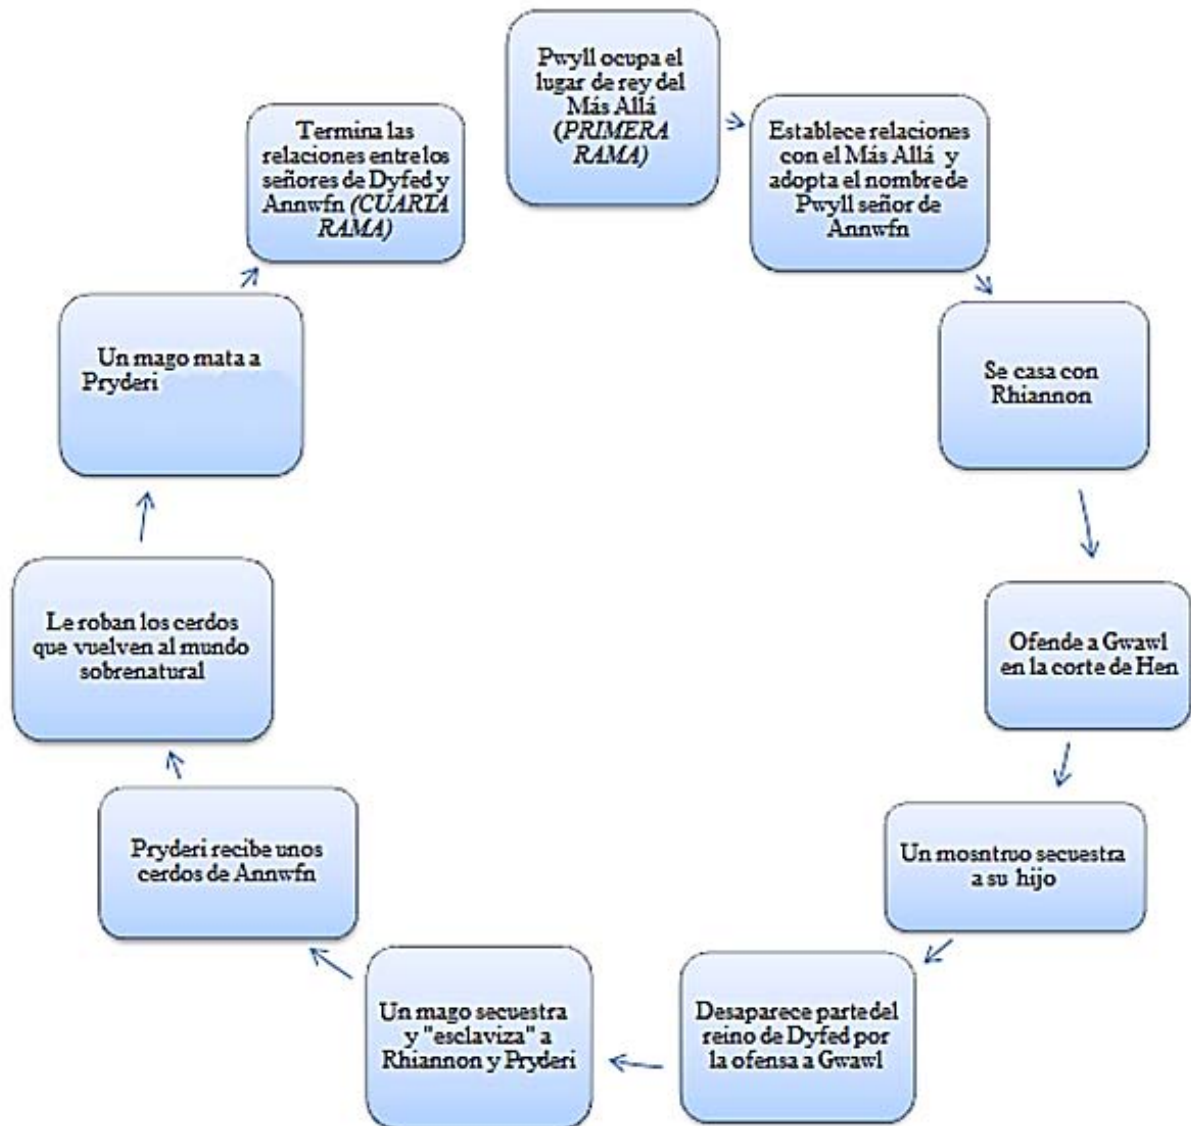 Pwyll ocupa el
lugar de rey del
Más Allá
(PRIMERA
RAMA)
Establece relaciones
con el Más Allá y
adopta el nombre de
Pwyll señor de
Annwfn
Se casa con
Rhiannon
Ofende a Gwawl
en la corte de Hen
Un mosntruo secuestra
a su hijo
Desaparece parte del
reino de Dyfed por
la ofensa a Gwawl
Un mago secuestra
y "esclaviza" a
Rhiannon y Pryderi
Pryderi recibe unos
cerdos de Annwfn
Le roban los cerdos
que vuelven al mundo
sobrenatural
Un mago mata a
Pryderi
Termina las
relaciones entre los
señores de Dyfed y
Annwfn (CUARTA
RAMA)